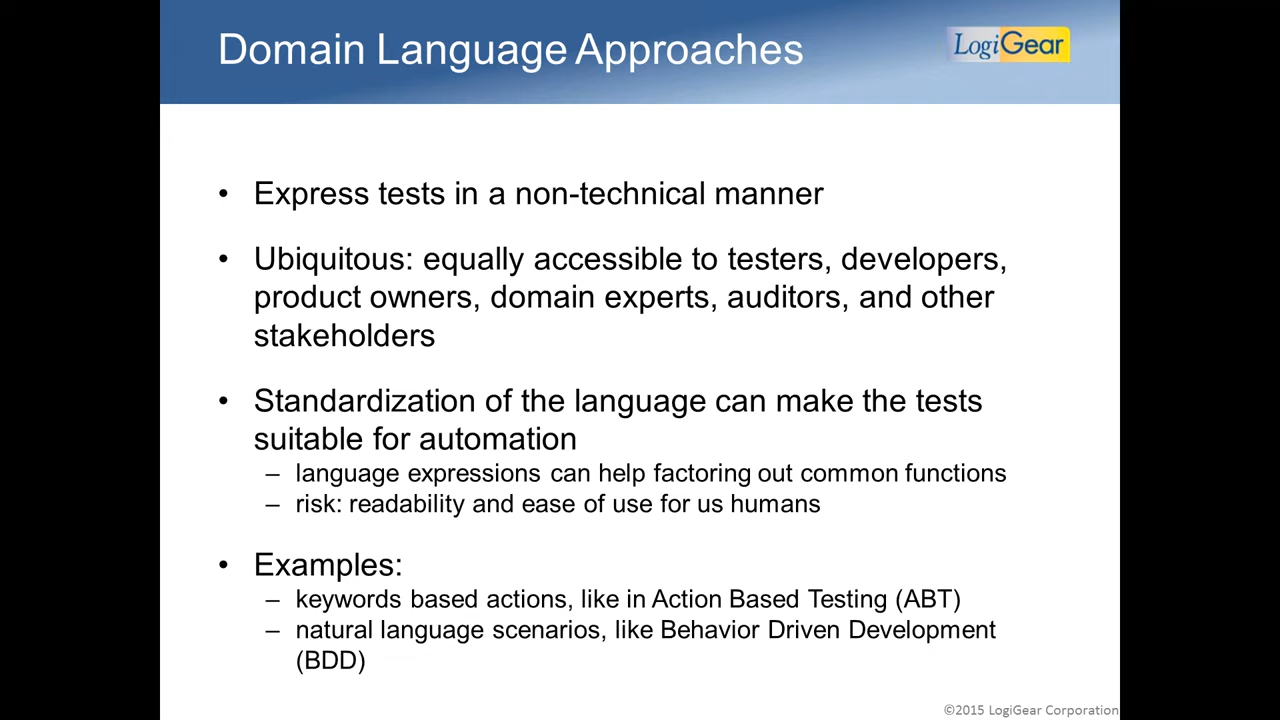 Domain Language Approaches
LogiGear
• Express tests in a non-technical manner
• Ubiquitous: equally accessible to testers, developers,
product owners, domain experts, auditors, and other
stakeholders
• Standardization of the language can make the tests
suitable for automation
– language expressions can help factoring out common functions
– risk: readability and ease of use for us humans
• Examples:
– keywords based actions, like in Action Based Testing (ABT)
– natural language scenarios, like Behavior Driven Development
(BDD)
©2015 LogiGear Corporation